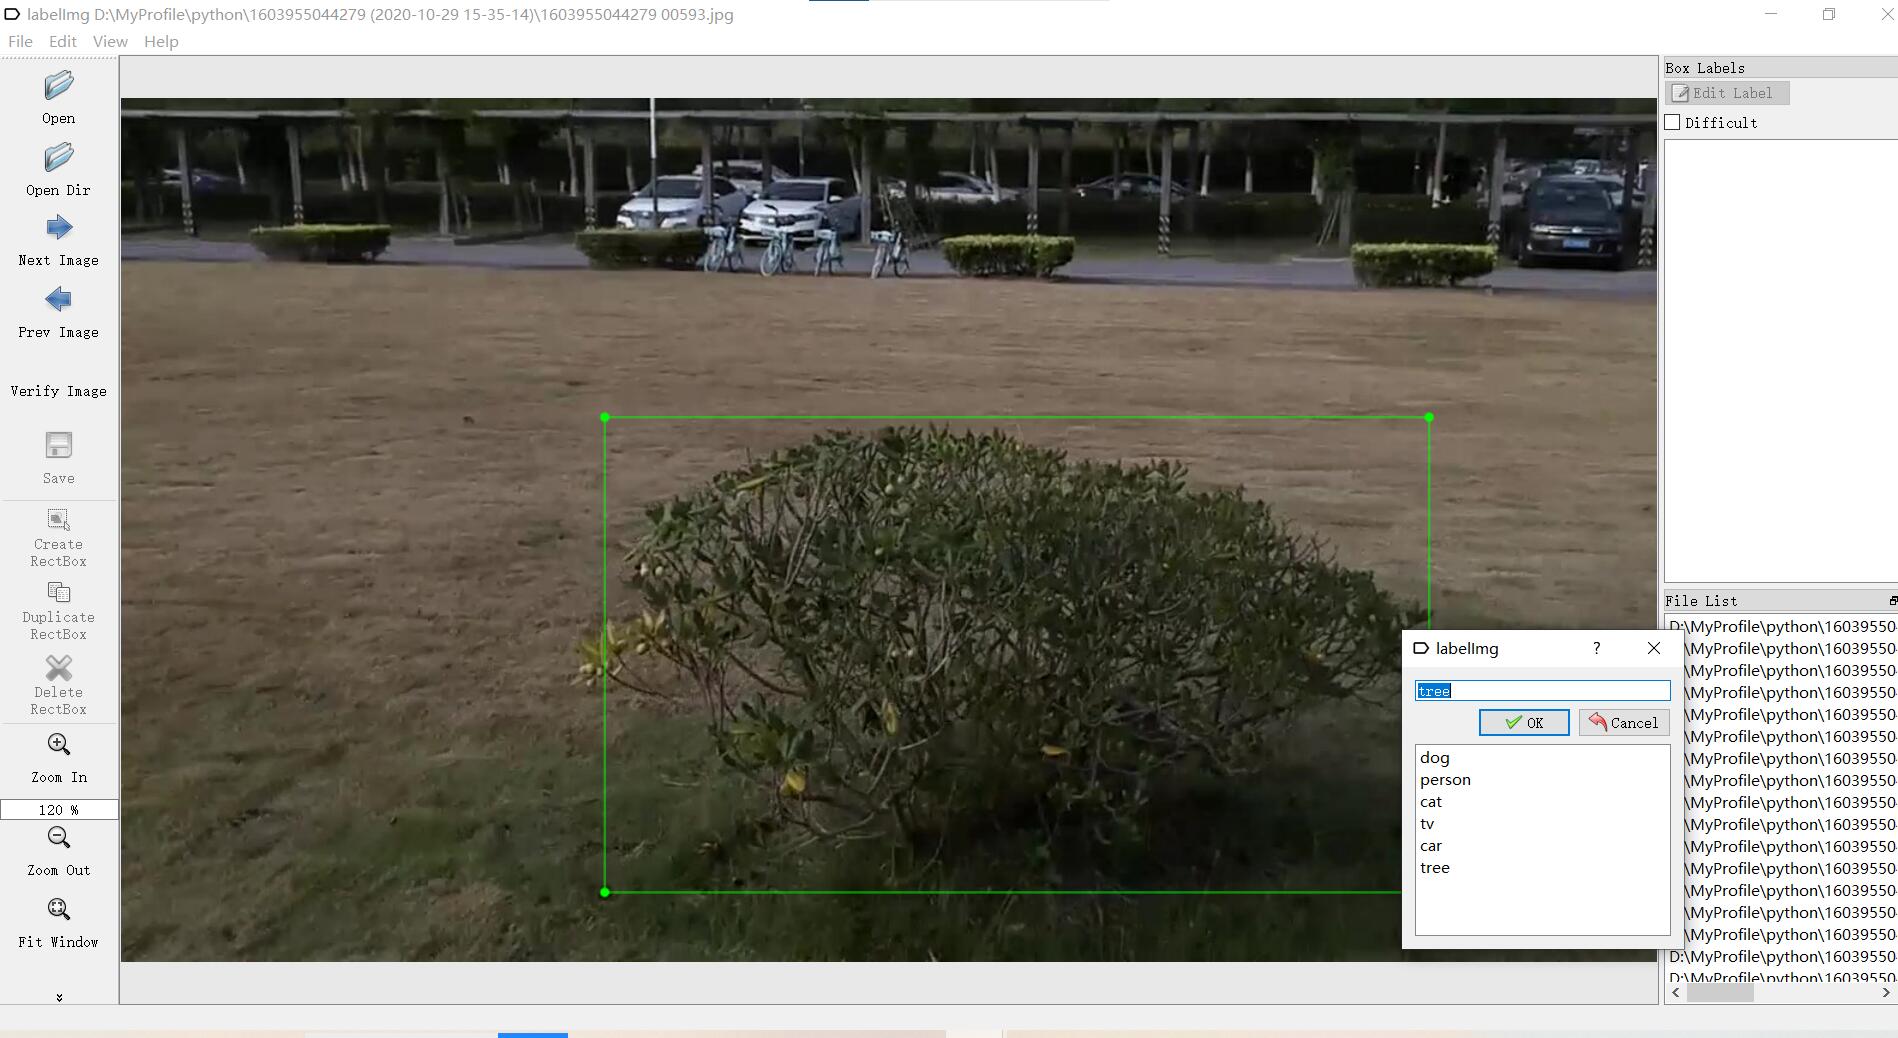 labelImg D:\MyProfile\python\1603955044279 (2020-10-29 15-35-14)\1603955044279 00593.jpg
File Edit View Help
Open
Open Dir
Next Image
Prev Image
Verify Image
Save
Create
RectBox
Duplicate
RectBox
Delete
RectBox
Zoom In
120 %
Zoom Out
Fit Window
Box Labels
Edit Label
Difficult
File List
D:\MyProfile\python\16039550
\MyProfile\python\16039550
\MyProfile\python\16039550
\MyProfile\python\16039550
\MyProfile\python\16039550
\MyProfile\python\16039550
\MyProfile\python\16039550
\MyProfile\python\16039550
\MyProfile\python\16039550
\MyProfile\python\16039550
\MyProfile\python\16039550
\MyProfile\python\16039550
\MyProfile\python\16039550
\MyProfile\python\16039550
\MyProfile\python\16039550
D:\MyProfile\python\16039550
D:\MyProfile\python\16039550
labelImg ?
tree
OK Cancel
dog
person
cat
tv
car
tree